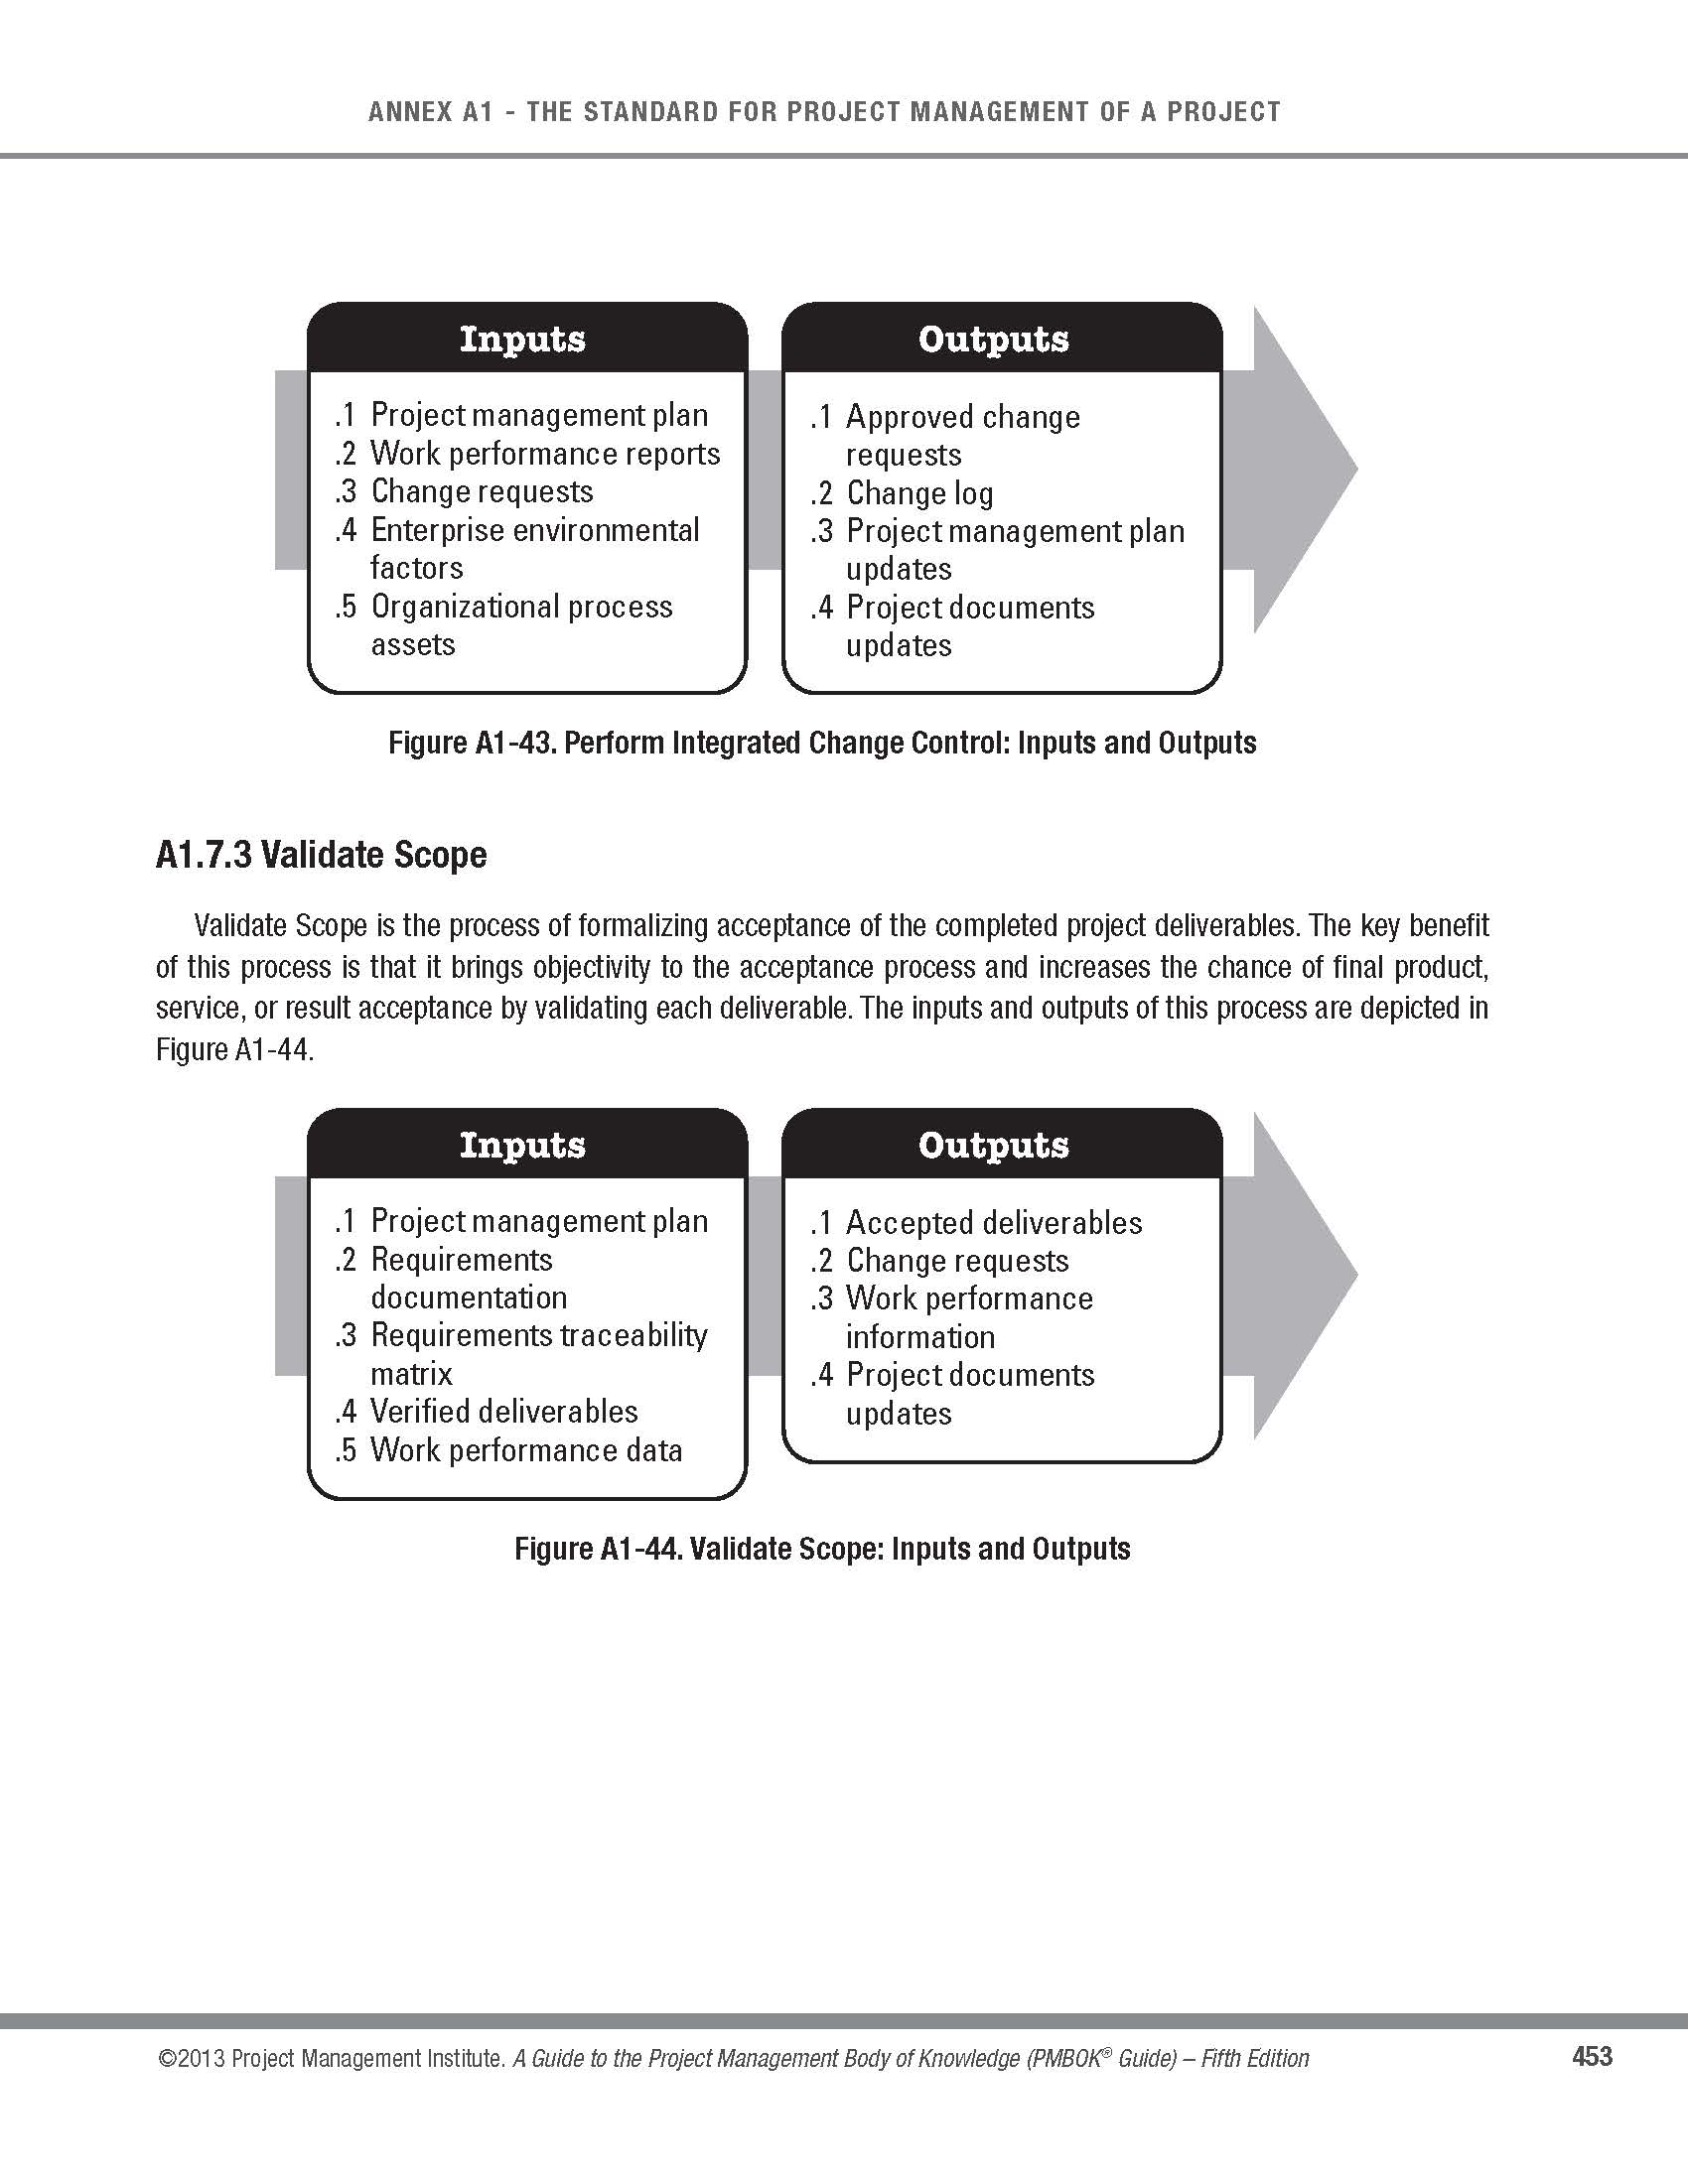 ANNEX A1 - THE STANDARD FOR PROJECT MANAGEMENT OF A PROJECT
Inputs
.1 Project management plan
.2 Work performance reports
.3 Change requests
.4 Enterprise environmental
factors
.5 Organizational process
assets
Outputs
.1 Approved change
requests
.2 Change log
.3 Project management plan
updates
.4 Project documents
updates
Figure A1-43. Perform Integrated Change Control: Inputs and Outputs
A1.7.3 Validate Scope
Validate Scope is the process of formalizing acceptance of the completed project deliverables. The key benefit
of this process is that it brings objectivity to the acceptance process and increases the chance of final product,
service, or result acceptance by validating each deliverable. The inputs and outputs of this process are depicted in
Figure A1-44.
Inputs
.1 Project management plan
.2 Requirements
documentation
.3 Requirements traceability
matrix
.4 Verified deliverables
.5 Work performance data
Outputs
.1 Accepted deliverables
.2 Change requests
.3 Work performance
information
.4 Project documents
updates
Figure A1-44. Validate Scope: Inputs and Outputs
©2013 Project Management Institute. A Guide to the Project Management Body of Knowledge (PMBOK® Guide) – Fifth Edition
453